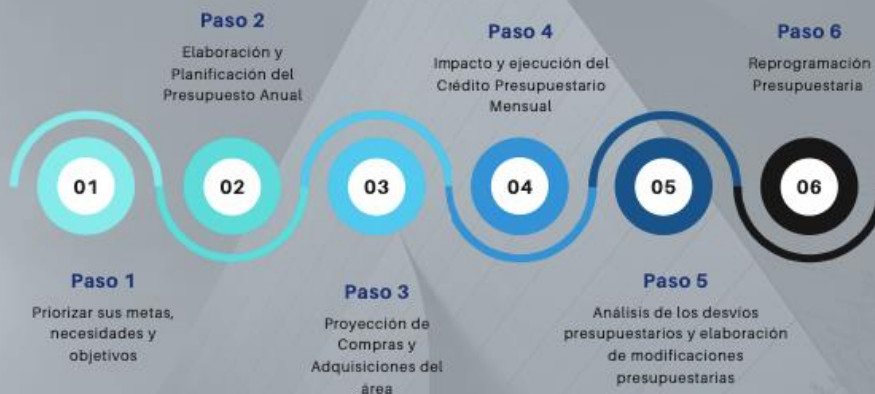 Paso 2
Elaboración y
Planificación del
Presupuesto Anual
Paso 4
Impacto y ejecución del
Crédito Presupuestario
Mensual
Paso 6
Reprogramación
Presupuestaria
01
02
03
04
05
06
Paso 1
Priorizar sus metas,
necesidades y
objetivos
Paso 3
Proyección de
Compras y
Adquisiciones del
área
Paso 5
Análisis de los desvíos
presupuestarios y elaboración
de modificaciones
presupuestarias